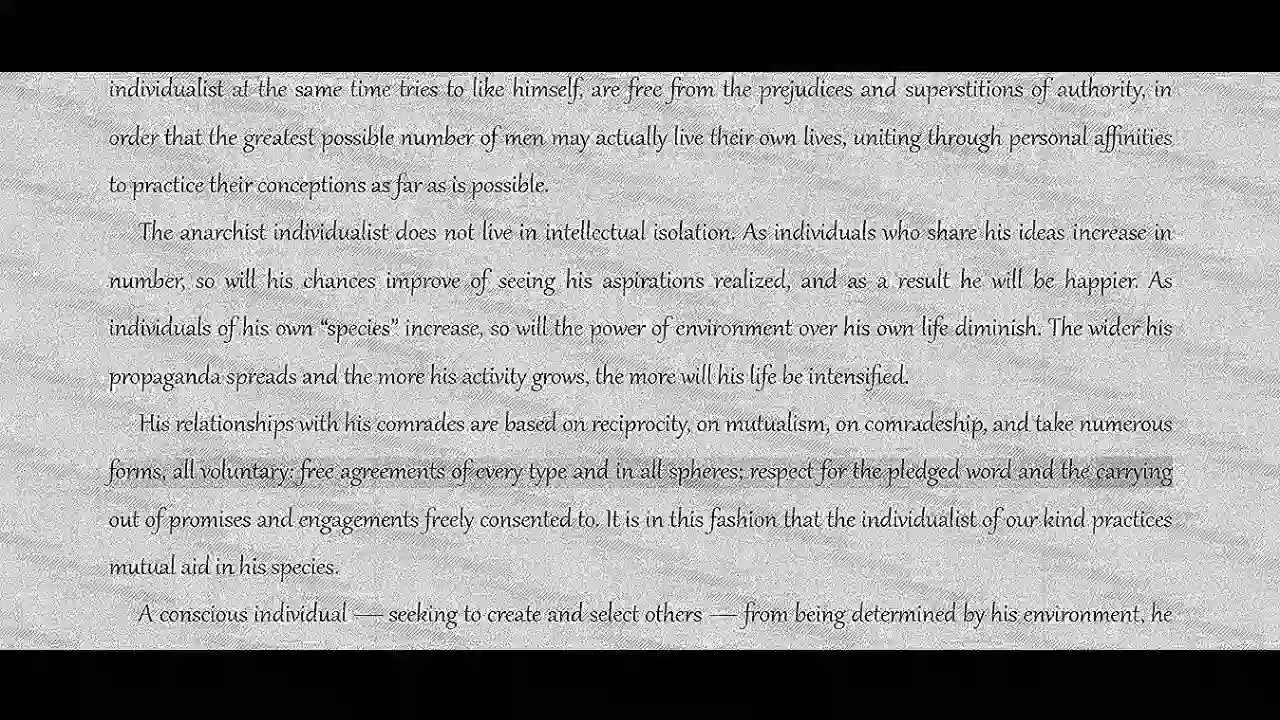 individualist at the same time tries to like himself, are free from the prejudices and superstitions of authority, in
order that the greatest possible number of men may actually live their own lives, uniting through personal affinities
to practice their conceptions as far as is possible.
The anarchist individualist does not live in intellectual isolation. As individuals who share his ideas increase in
number, so will his chances improve of seeing his aspirations realized, and as a result he will be happier. As
individuals of his own “species” increase, so will the power of environment over his own life diminish. The wider his
propaganda spreads and the more his activity grows, the more will his life be intensified.
His relationships with his comrades are based on reciprocity, on mutualism, on comradeship, and take numerous
forms, all voluntary: free agreements of every type and in all spheres; respect for the pledged word and the carrying
out of promises and engagements freely consented to. It is in this fashion that the individualist of our kind practices
mutual aid in his species.
A conscious individual — seeking to create and select others — from being determined by his environment, he